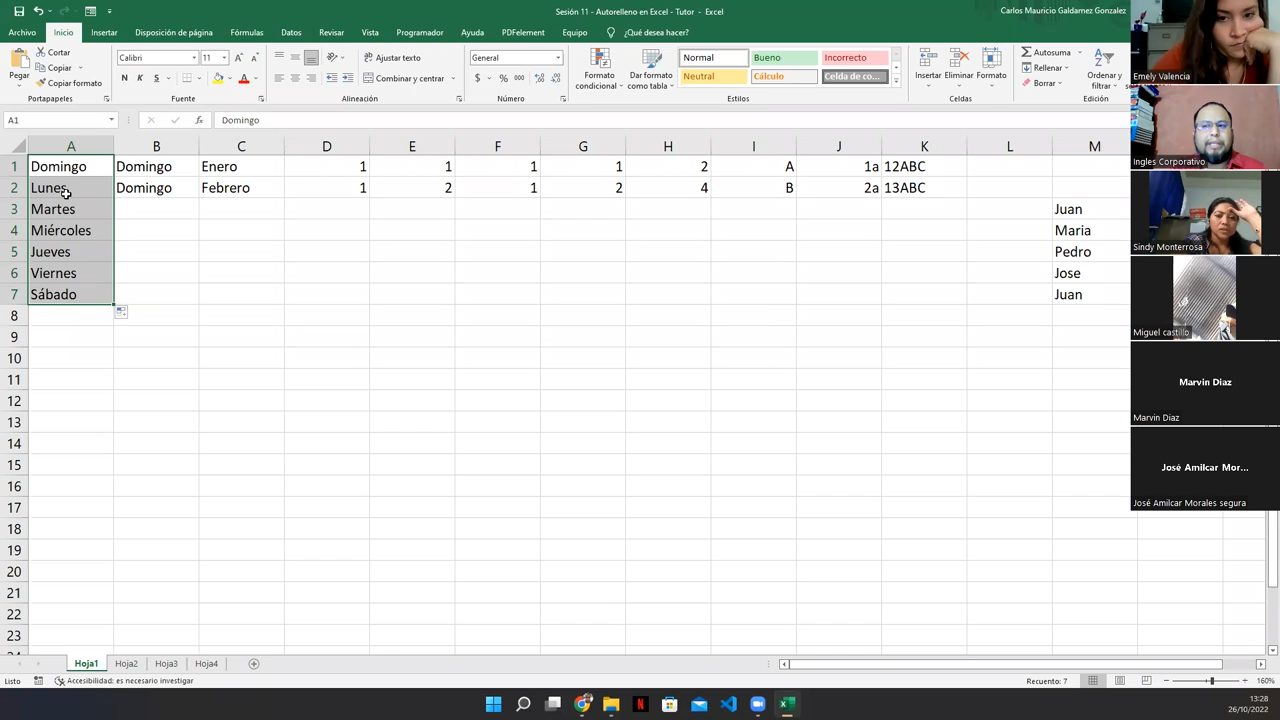 Sesión 11 - Autorelleno en Excel - Tutor - Excel
Carlos Mauricio Galdamez Gonzalez
Archivo Inicio Insertar Disposición de página Fórmulas Datos Revisar Vista Programador Ayuda PDFelement Equipo ¿Qué desea hacer?
Pegar
Cortar
Copiar
Copiar formato
Portapapeles
Calibri 11
N K S
Fuente
Ajustar texto
Combinar y centrar
Alineación
General
$ % 000
Número
Formato condicional
Dar formato como tabla
Normal Bueno Incorrecto
Neutral Cálculo Celda de co...
Estilos
Insertar Eliminar Formato
Celdas
Autosuma
Rellenar
Borrar
Ordenar y filtrar
Edición
A1 fx Domingo
A B C D E F G H I J K L M
1 Domingo Domingo Enero 1 1 1 1 2 A 1a 12ABC
2 Lunes Domingo Febrero 1 2 1 2 4 B 2a 13ABC
3 Martes Juan
4 Miércoles Maria
5 Jueves Pedro
6 Viernes Jose
7 Sábado Juan
8
9
10
11
12
13
14
15
16
17
18
19
20
21
22
23
24
Emely Valencia
Ingles Corporativo
Sindy Monterrosa
Miguel castillo
Marvin Diaz
Marvin Diaz
José Amilcar Mor...
José Amilcar Morales segura
Hoja1 Hoja2 Hoja3 Hoja4
Listo Accesibilidad: es necesario investigar Recuento: 7 160%
13:28
26/10/2022